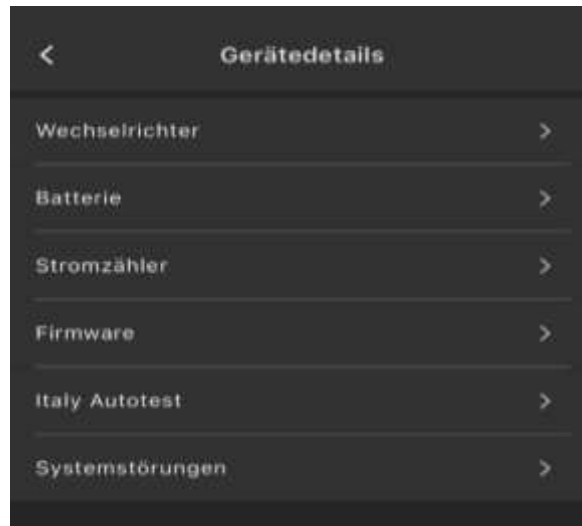 Gerätedetails
Wechselrichter
Batterie
Stromzähler
Firmware
Italy Autotest
Systemstörungen